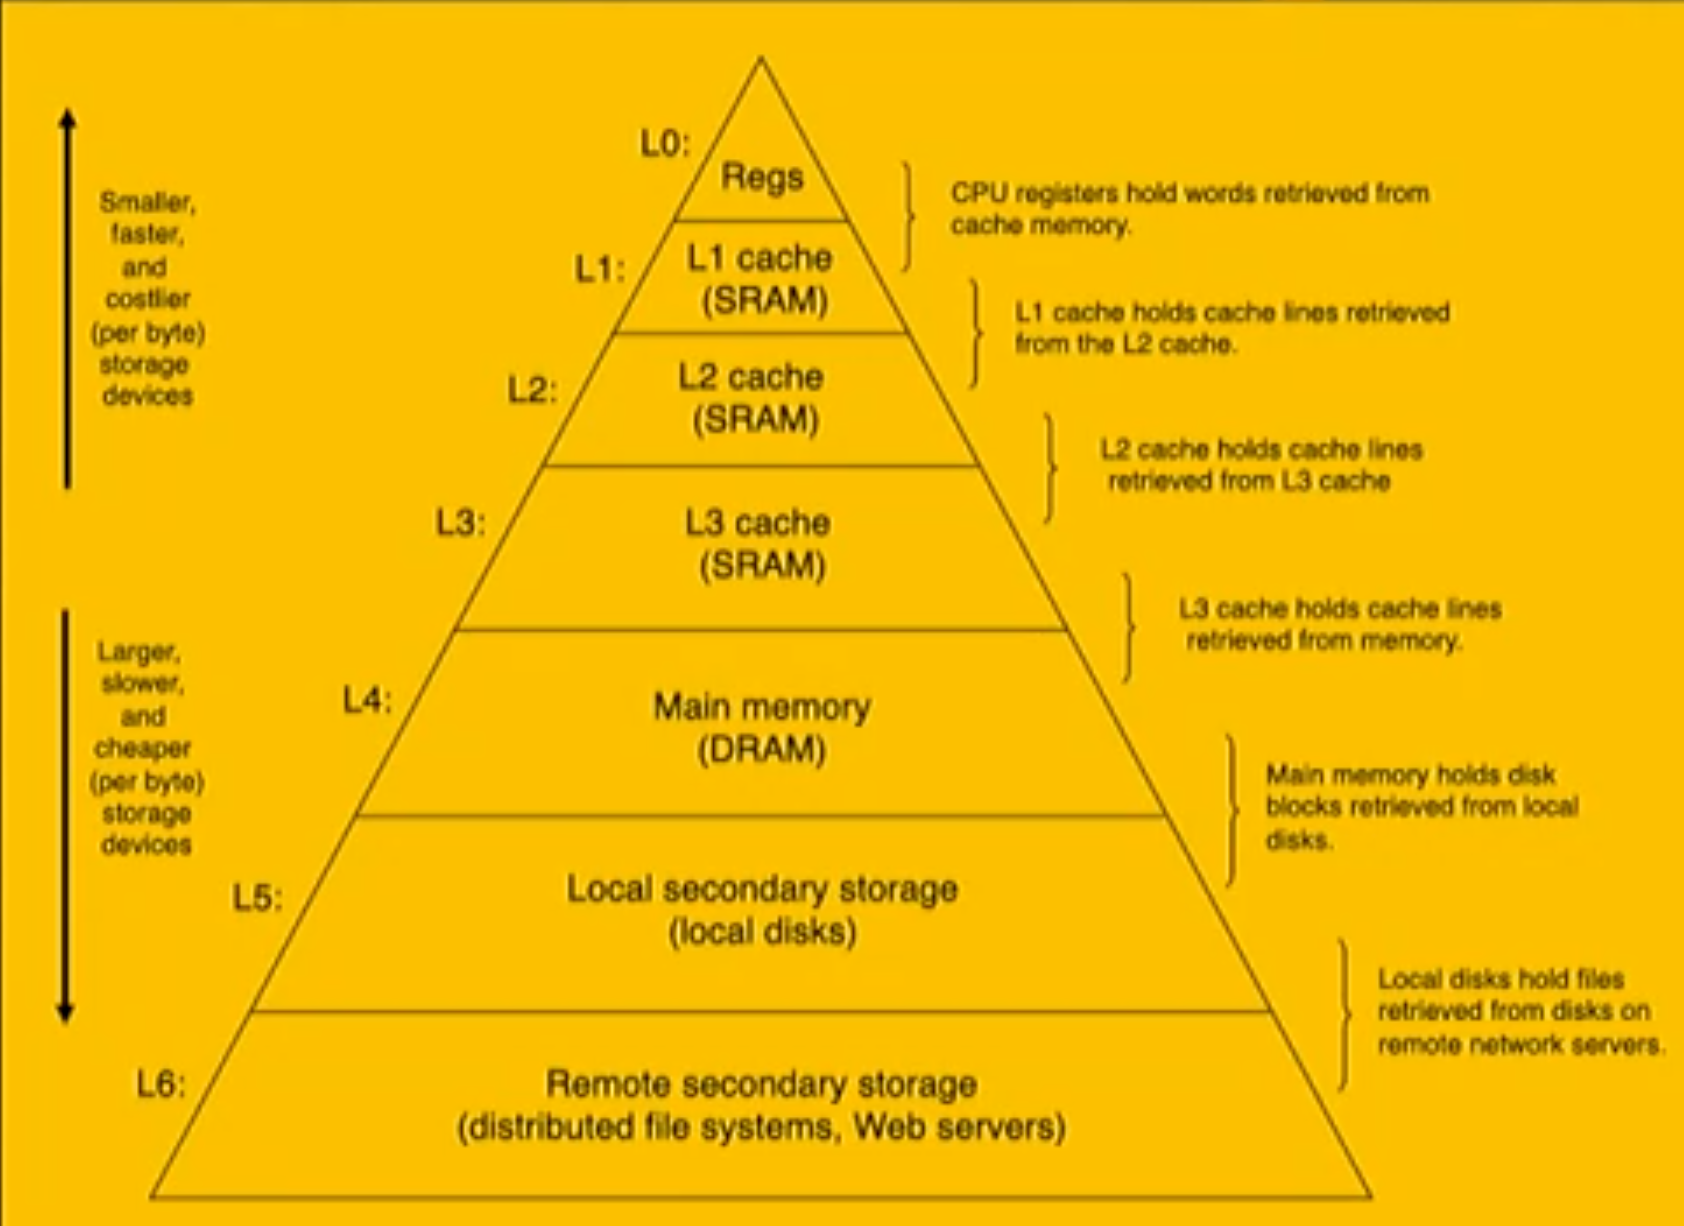 L0:
Regs
CPU registers hold words retrieved from
cache memory.
Smaller,
faster,
and
costlier
(per byte)
storage
devices
L1:
L1 cache
(SRAM)
L1 cache holds cache lines retrieved
from the L2 cache.
L2:
L2 cache
(SRAM)
L2 cache holds cache lines
retrieved from L3 cache
L3:
L3 cache
(SRAM)
L3 cache holds cache lines
retrieved from memory.
Larger,
slower,
and
cheaper
(per byte)
storage
devices
L4:
Main memory
(DRAM)
Main memory holds disk
blocks retrieved from local
disks.
L5:
Local secondary storage
(local disks)
Local disks hold files
retrieved from disks on
remote network servers.
L6:
Remote secondary storage
(distributed file systems, Web servers)